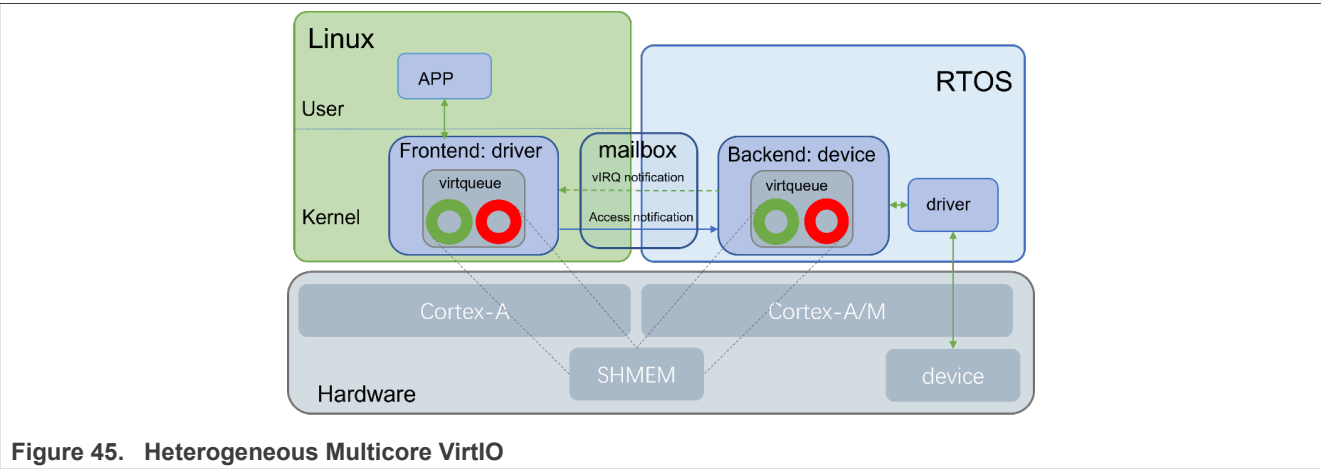 Linux
RTOS
APP
User
Frontend: driver
mailbox
Backend: device
virtqueue
vIRQ notification
virtqueue
Kernel
Access notification
driver
Cortex-A
Cortex-A/M
SHMEM
device
Hardware
Figure 45. Heterogeneous Multicore VirtIO